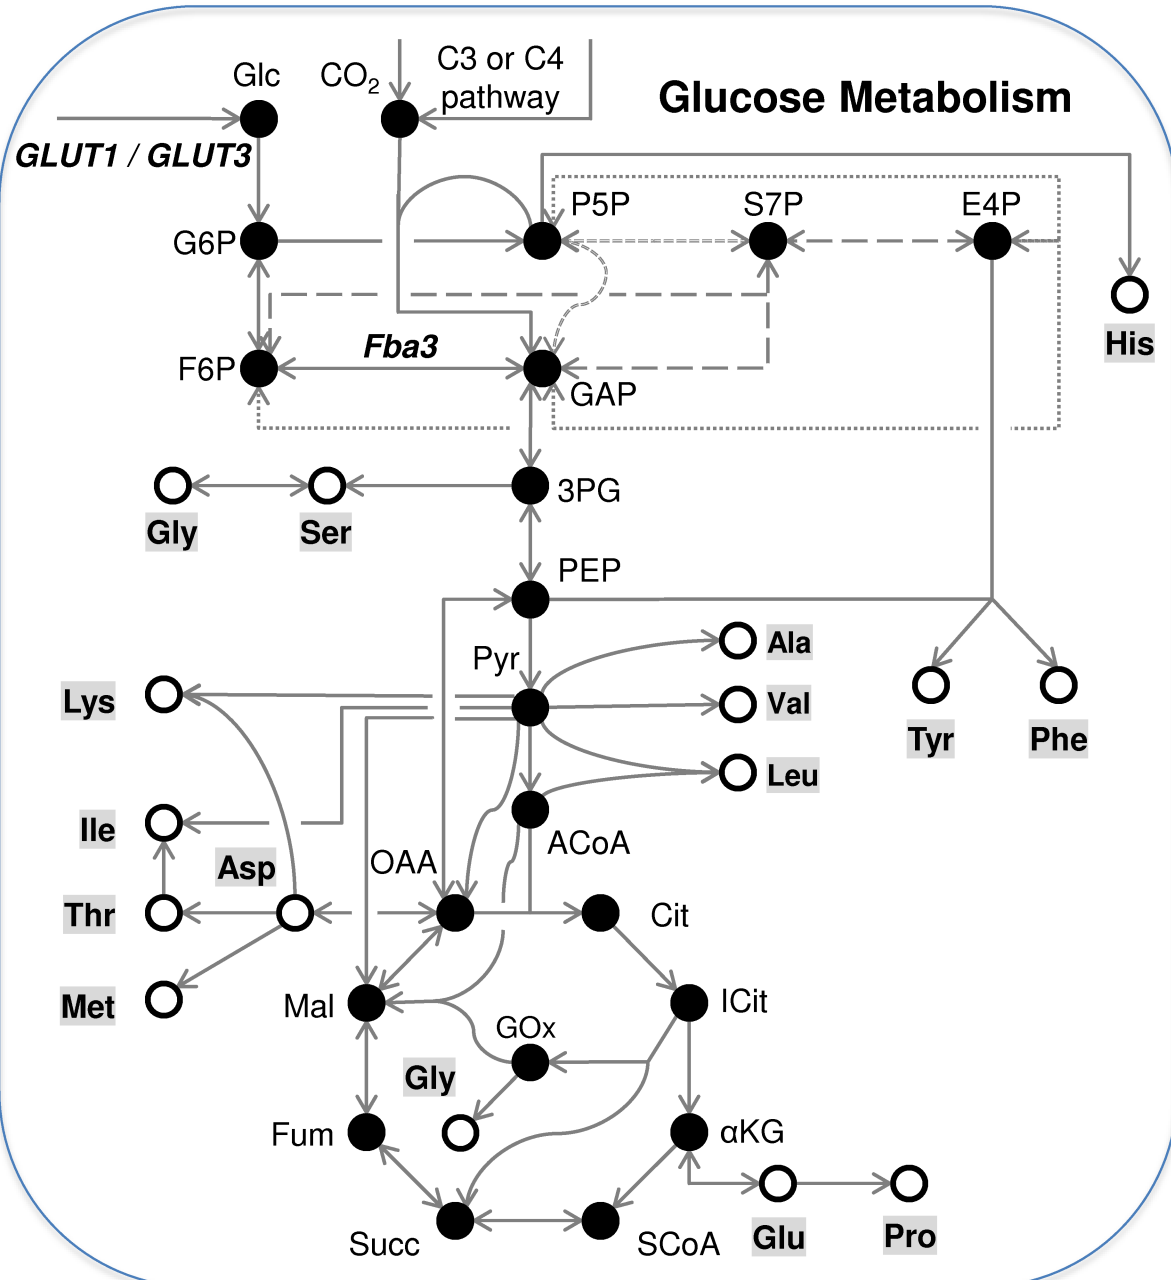 Glc
CO2
C3 or C4
pathway
Glucose Metabolism
GLUT1 / GLUT3
P5P
S7P
E4P
G6P
Fba3
His
F6P
GAP
3PG
Gly
Ser
PEP
Pyr
Ala
Lys
Val
Tyr
Phe
Leu
Ile
ACoA
Asp
OAA
Thr
Cit
Met
Mal
ICit
GOx
Gly
Fum
αKG
Succ
SCoA
Glu
Pro